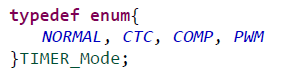 typedef enum{
NORMAL, CTC, COMP, PWM
}TIMER_Mode;